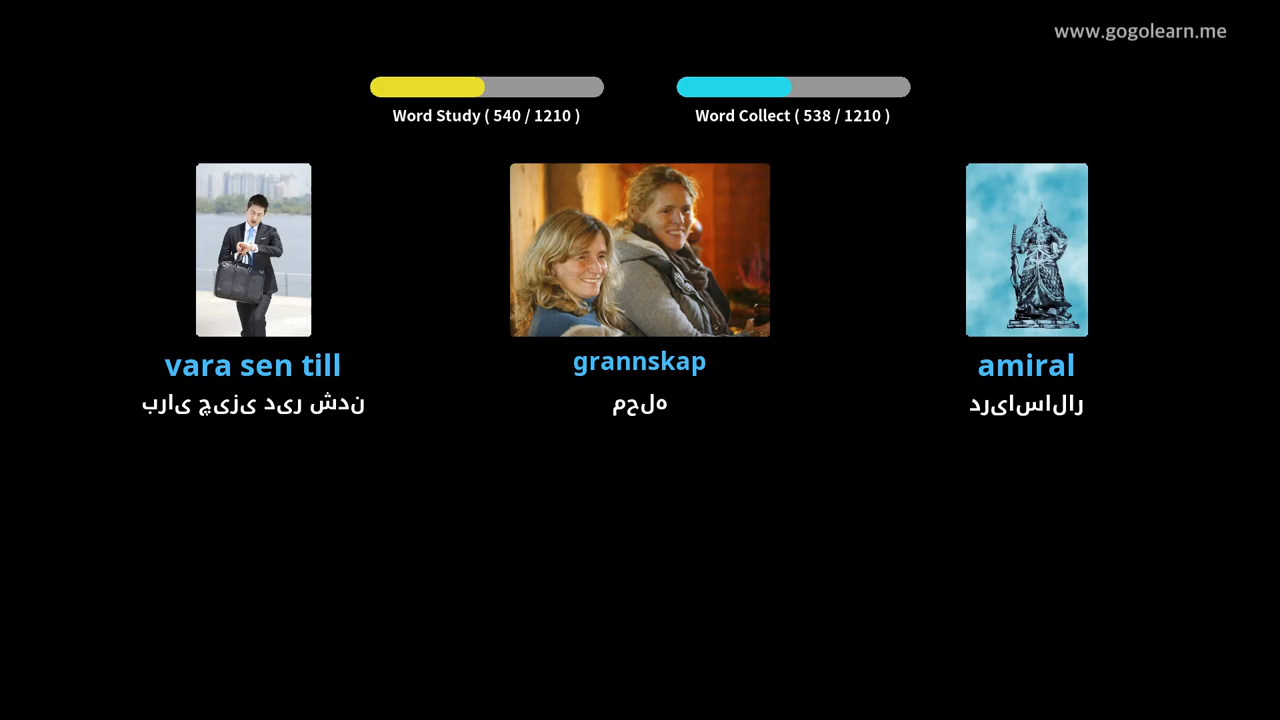 www.gogolearn.me
Word Study ( 540 / 1210 )
Word Collect ( 538 / 1210 )
vara sen till
برای چیزی دیر شدن
grannskap
محله
amiral
دریاسالار